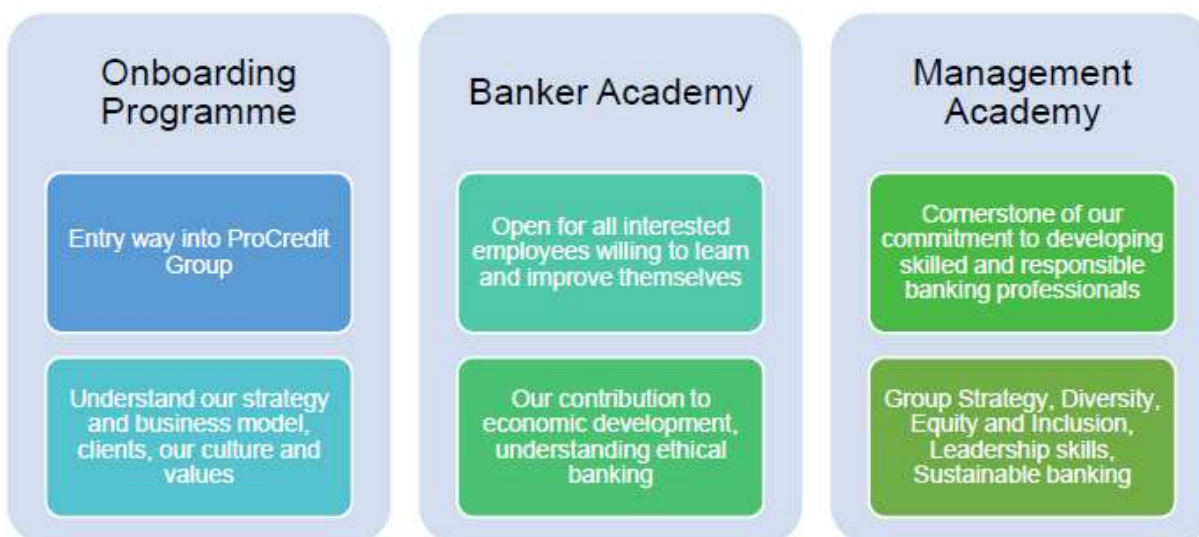 Onboarding
Programme
Entry way into ProCredit
Group
Understand our strategy
and business model,
clients, our culture and
values
Banker Academy
Open for all interested
employees willing to learn
and improve themselves
Our contribution to
economic development,
understanding ethical
banking
Management
Academy
Cornerstone of our
commitment to developing
skilled and responsible
banking professionals
Group Strategy, Diversity,
Equity and Inclusion,
Leadership skills,
Sustainable banking